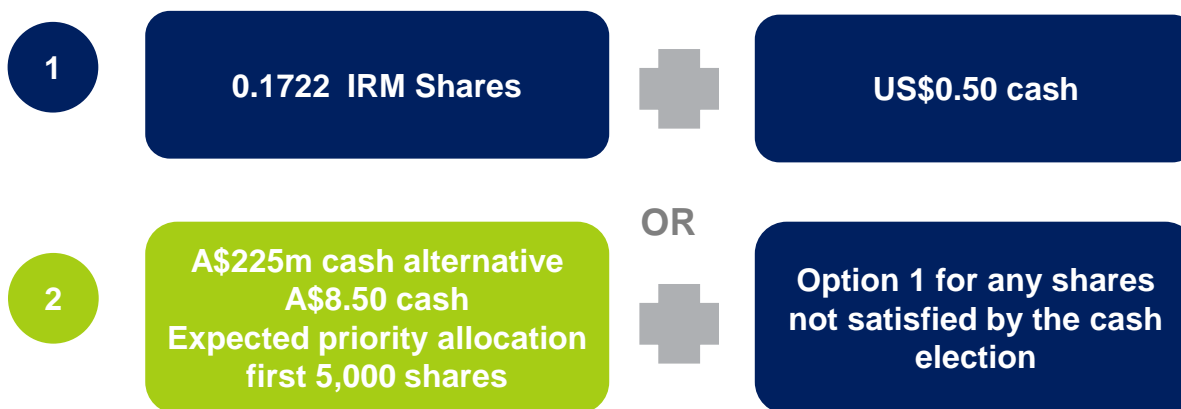 1
0.1722 IRM Shares
US$0.50 cash
OR
2
A$225m cash alternative
A$8.50 cash
Expected priority allocation
first 5,000 shares
Option 1 for any shares
not satisfied by the cash
election